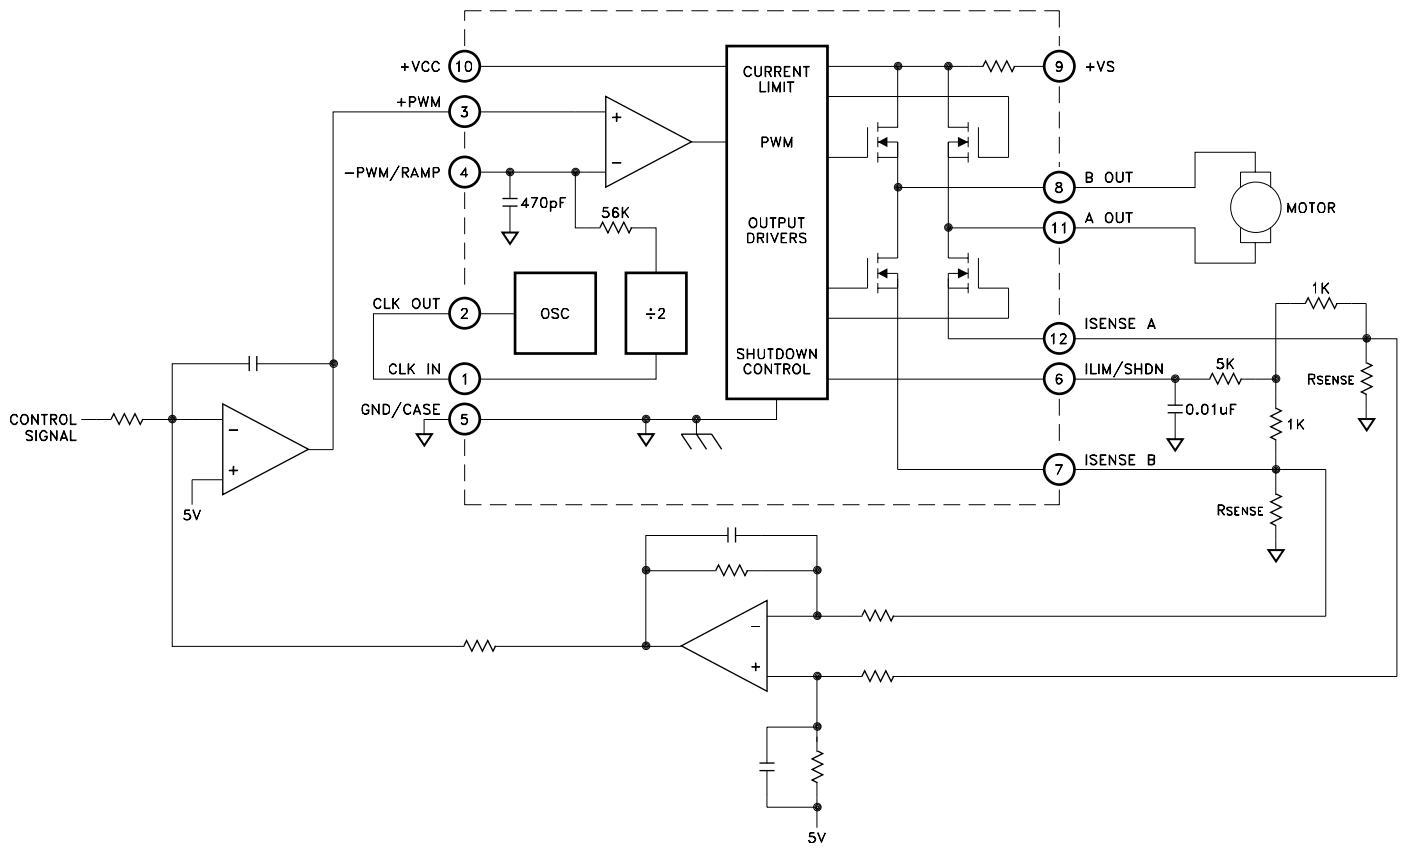 +VCC 10
CURRENT
LIMIT
9 +VS
+PWM 3
+
PWM
-PWM/RAMP 4
−
470pF
56K
8 B OUT
MOTOR
OUTPUT
DRIVERS
11 A OUT
CLK OUT 2
OSC
÷2
1K
12 ISENSE A
SHUTDOWN
CONTROL
CLK IN 1
6 ILIM/SHDN
5K
RSENSE
GND/CASE 5
0.01uF
1K
CONTROL
SIGNAL
−
+
5V
7 ISENSE B
RSENSE
−
+
5V